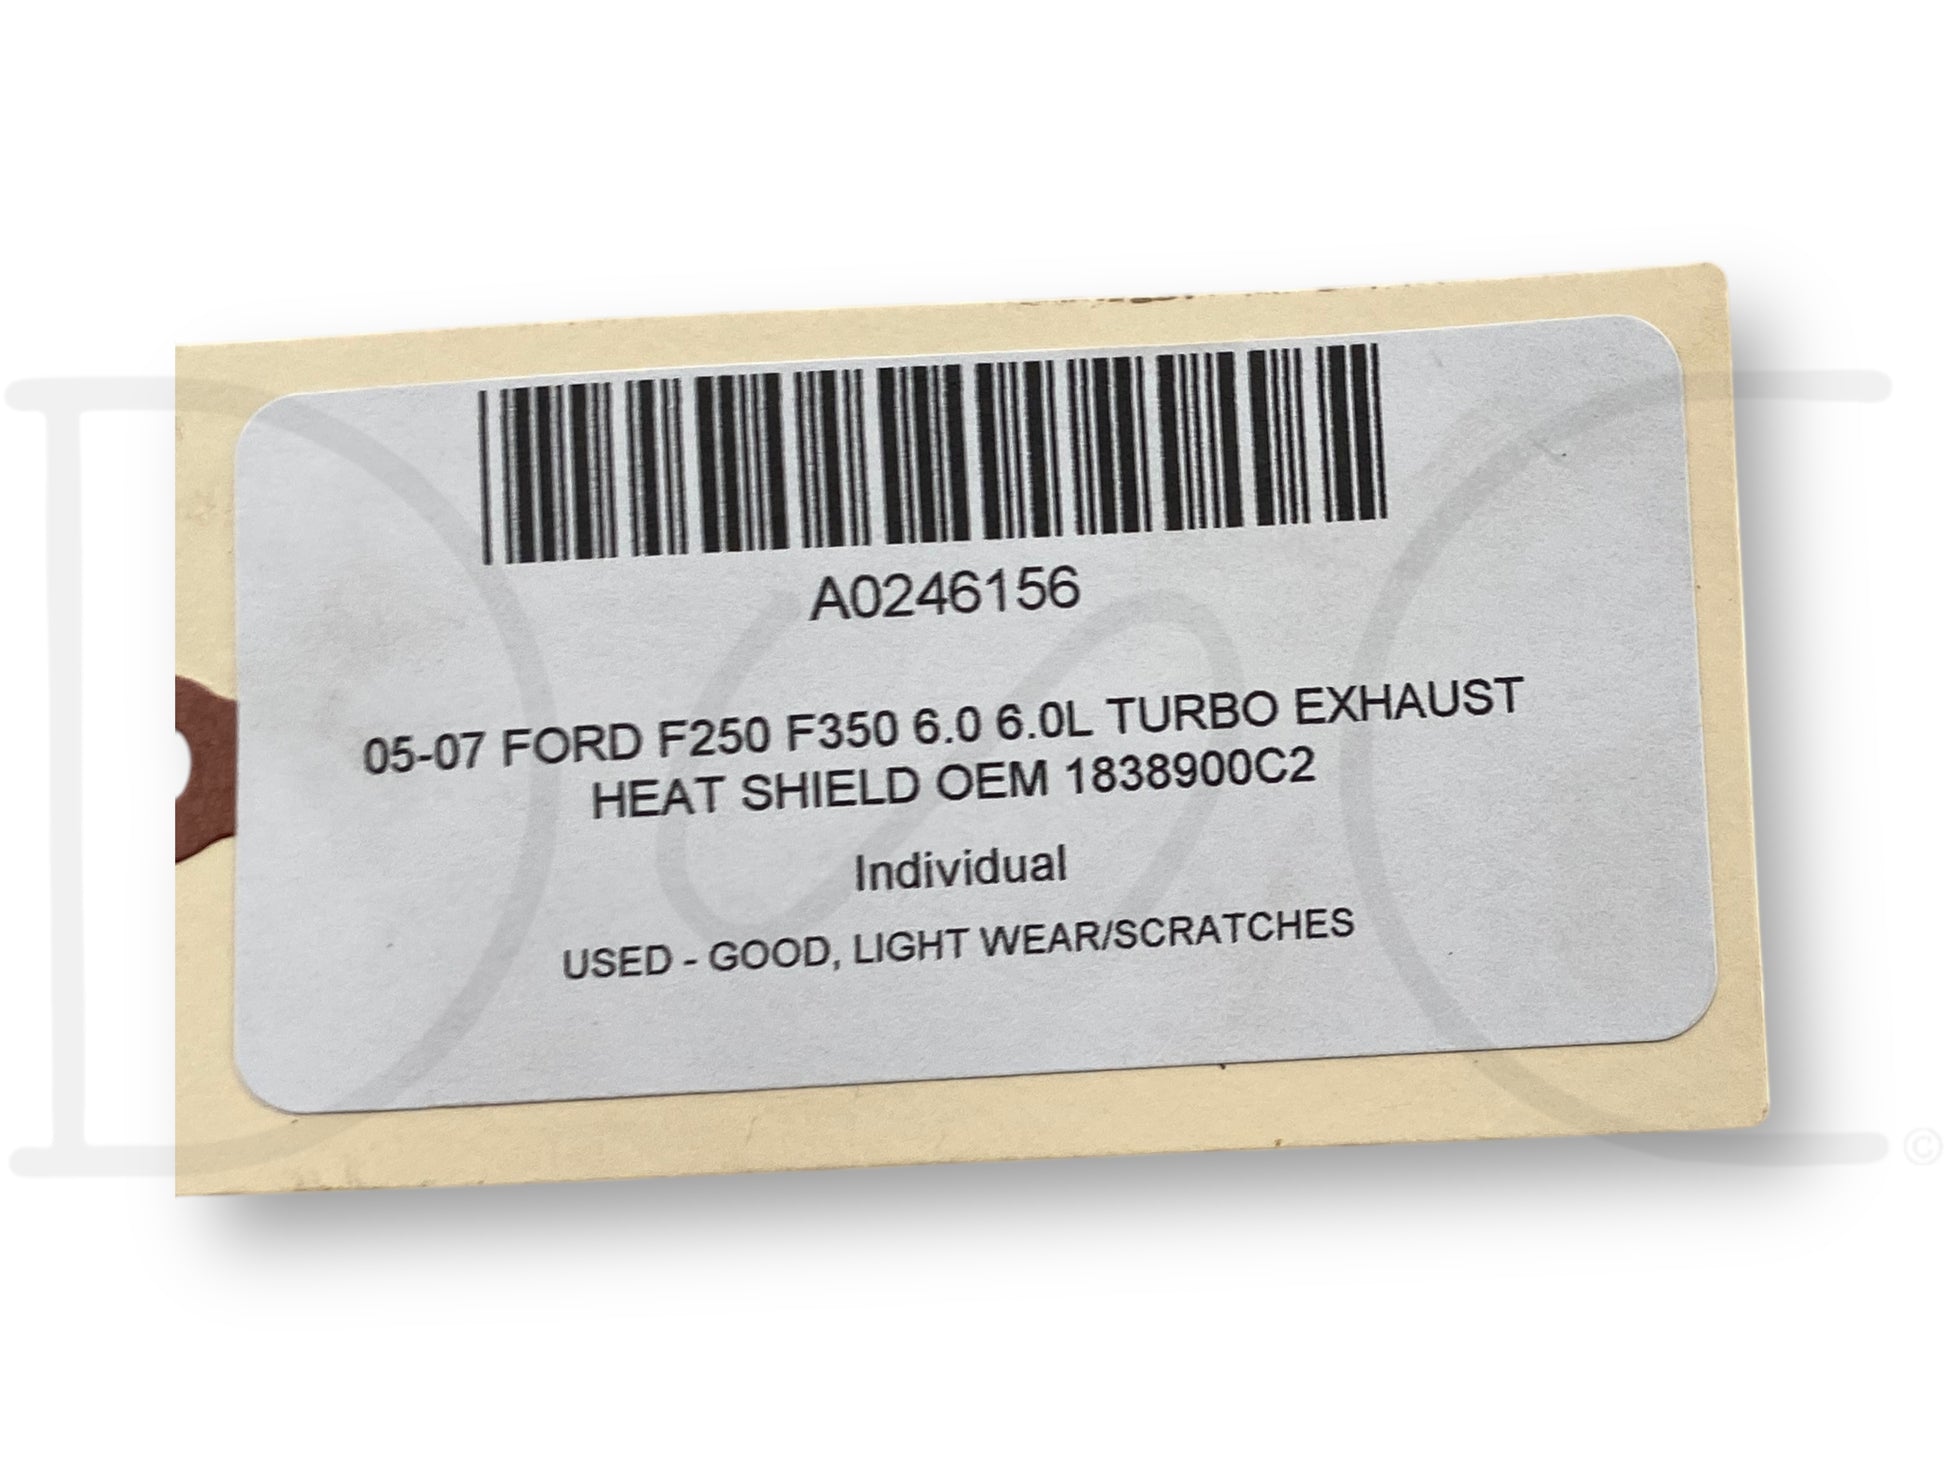 A0246156
05-07 FORD F250 F350 6.0 6.0L TURBO EXHAUST
HEAT SHIELD OEM 1838900C2
Individual
USED - GOOD, LIGHT WEAR/SCRATCHES
©